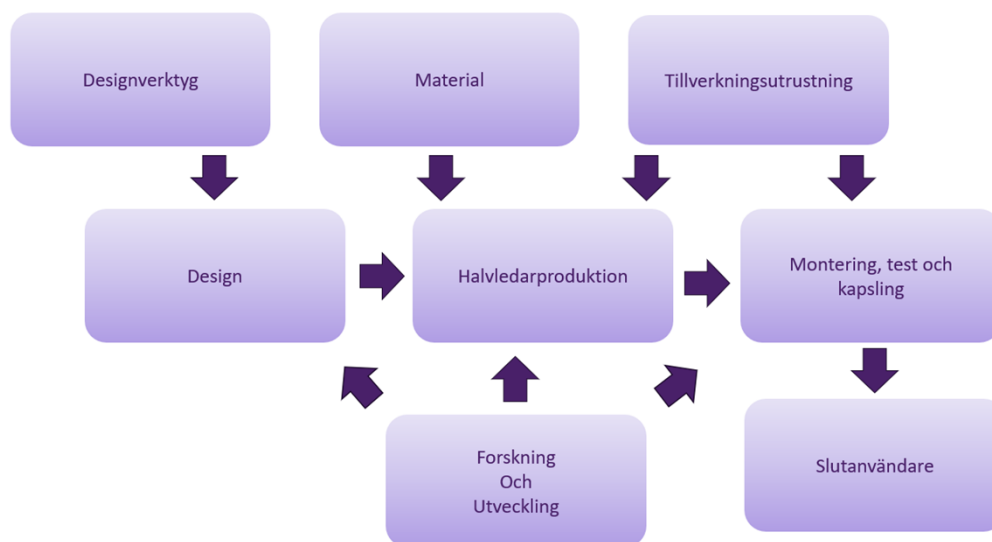 Designverktyg
Material
Tillverkningsutrustning
Design
Halvledarproduktion
Montering, test och
kapsling
Forskning
Och
Utveckling
Slutanvändare